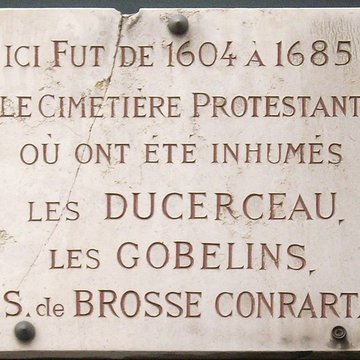 ICI FUT DE 1604 À 1685
LE CIMETIÈRE PROTESTANT
OÙ ONT ÉTÉ INHUMÉS
LES DUCERCEAU,
LES GOBELINS,
S. de BROSSE CONRART